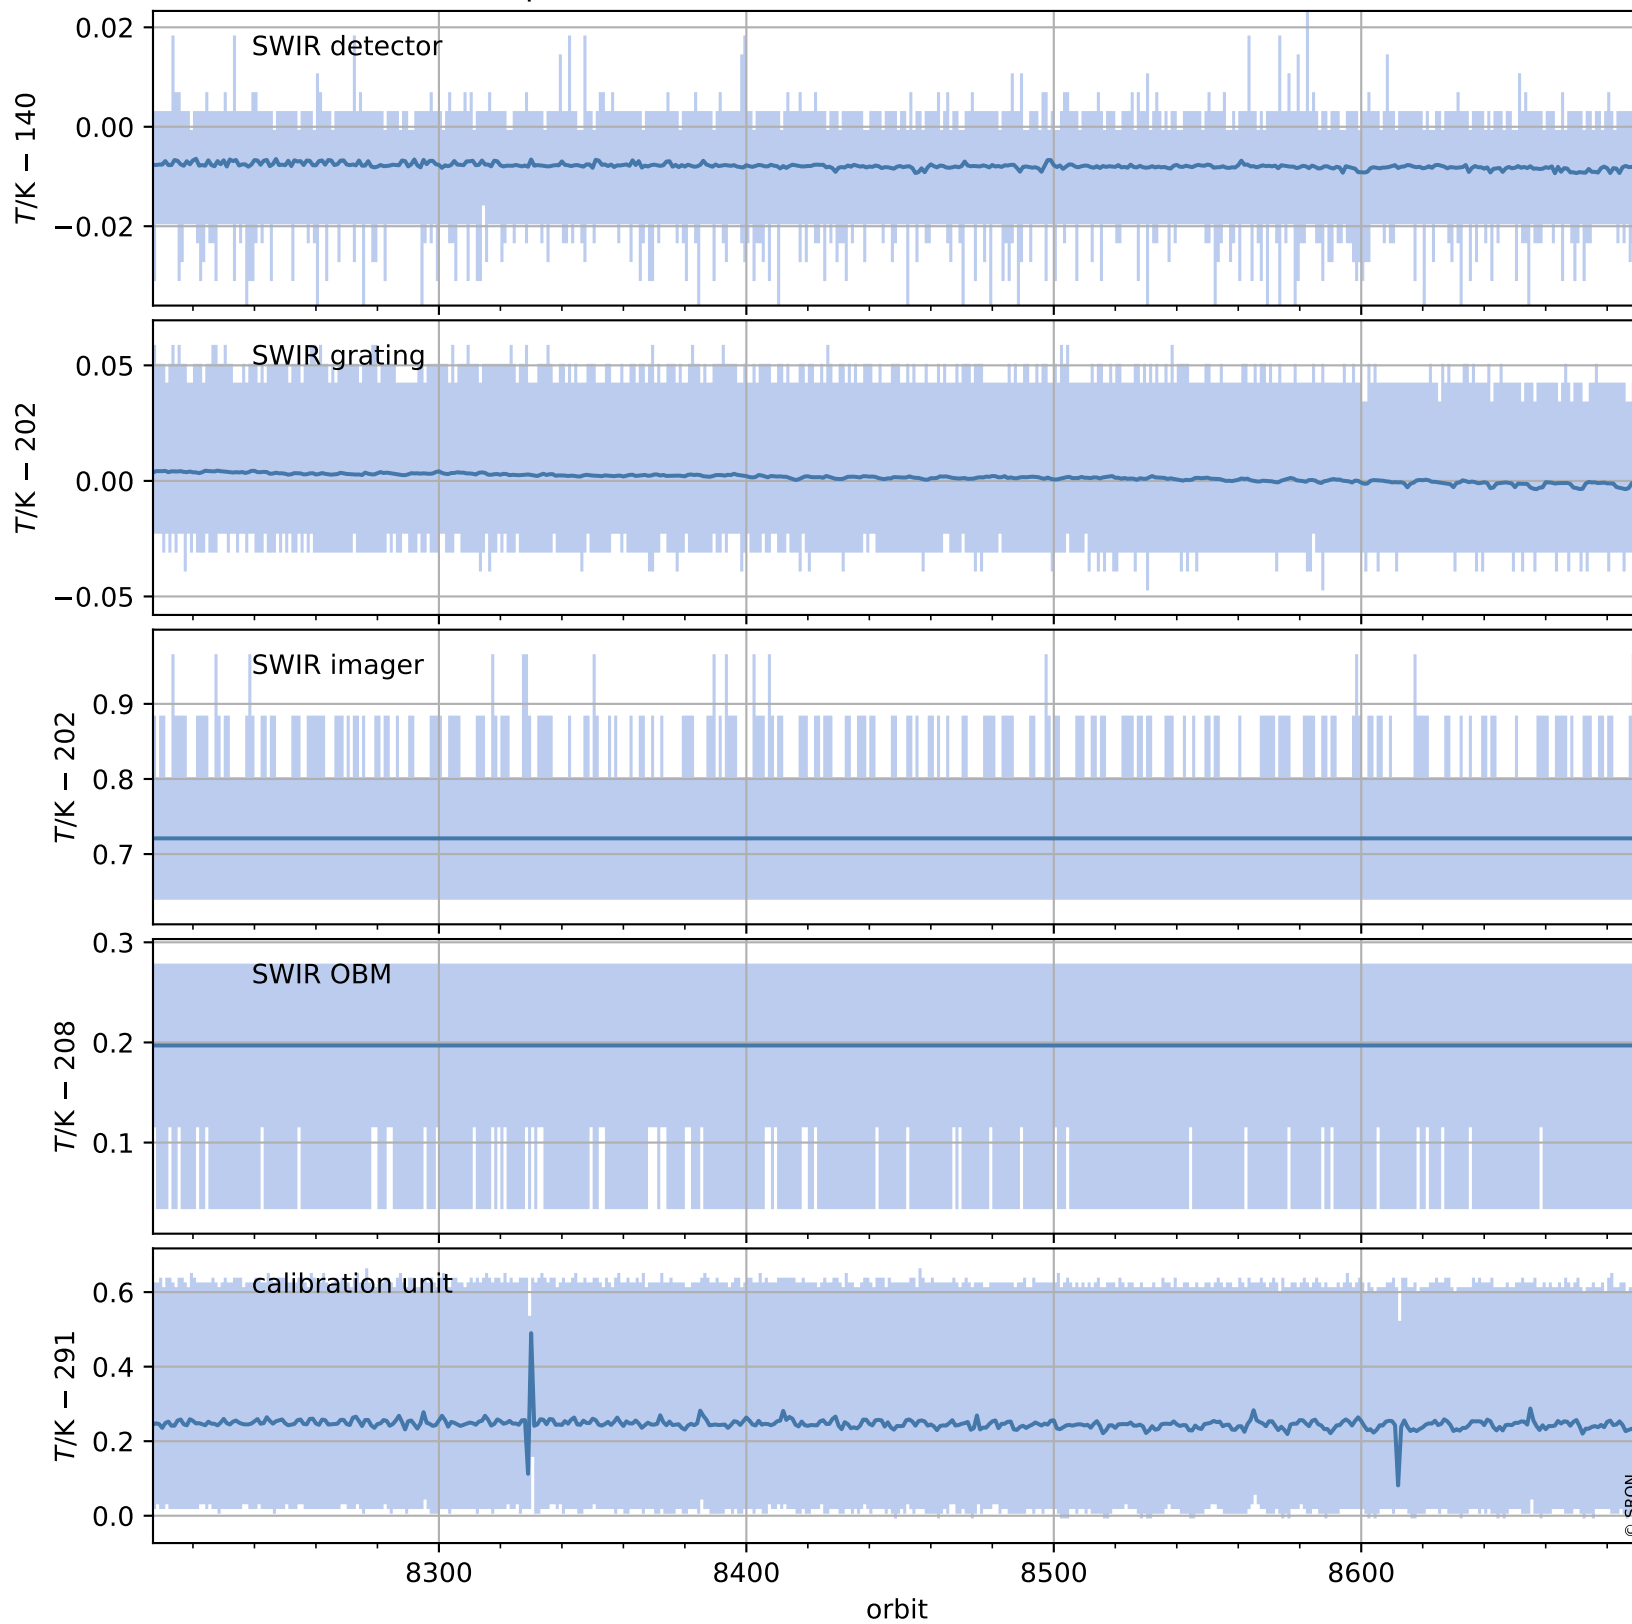 0.02
SWIR detector
0.00
−0.02
T/K − 140
0.05
SWIR grating
0.00
−0.05
T/K − 202
SWIR imager
0.9
0.8
0.7
T/K − 202
0.3
SWIR OBM
0.2
0.1
T/K − 208
calibration unit
0.6
0.4
0.2
0.0
T/K − 291
© SRON
8300
8400
8500
8600
orbit